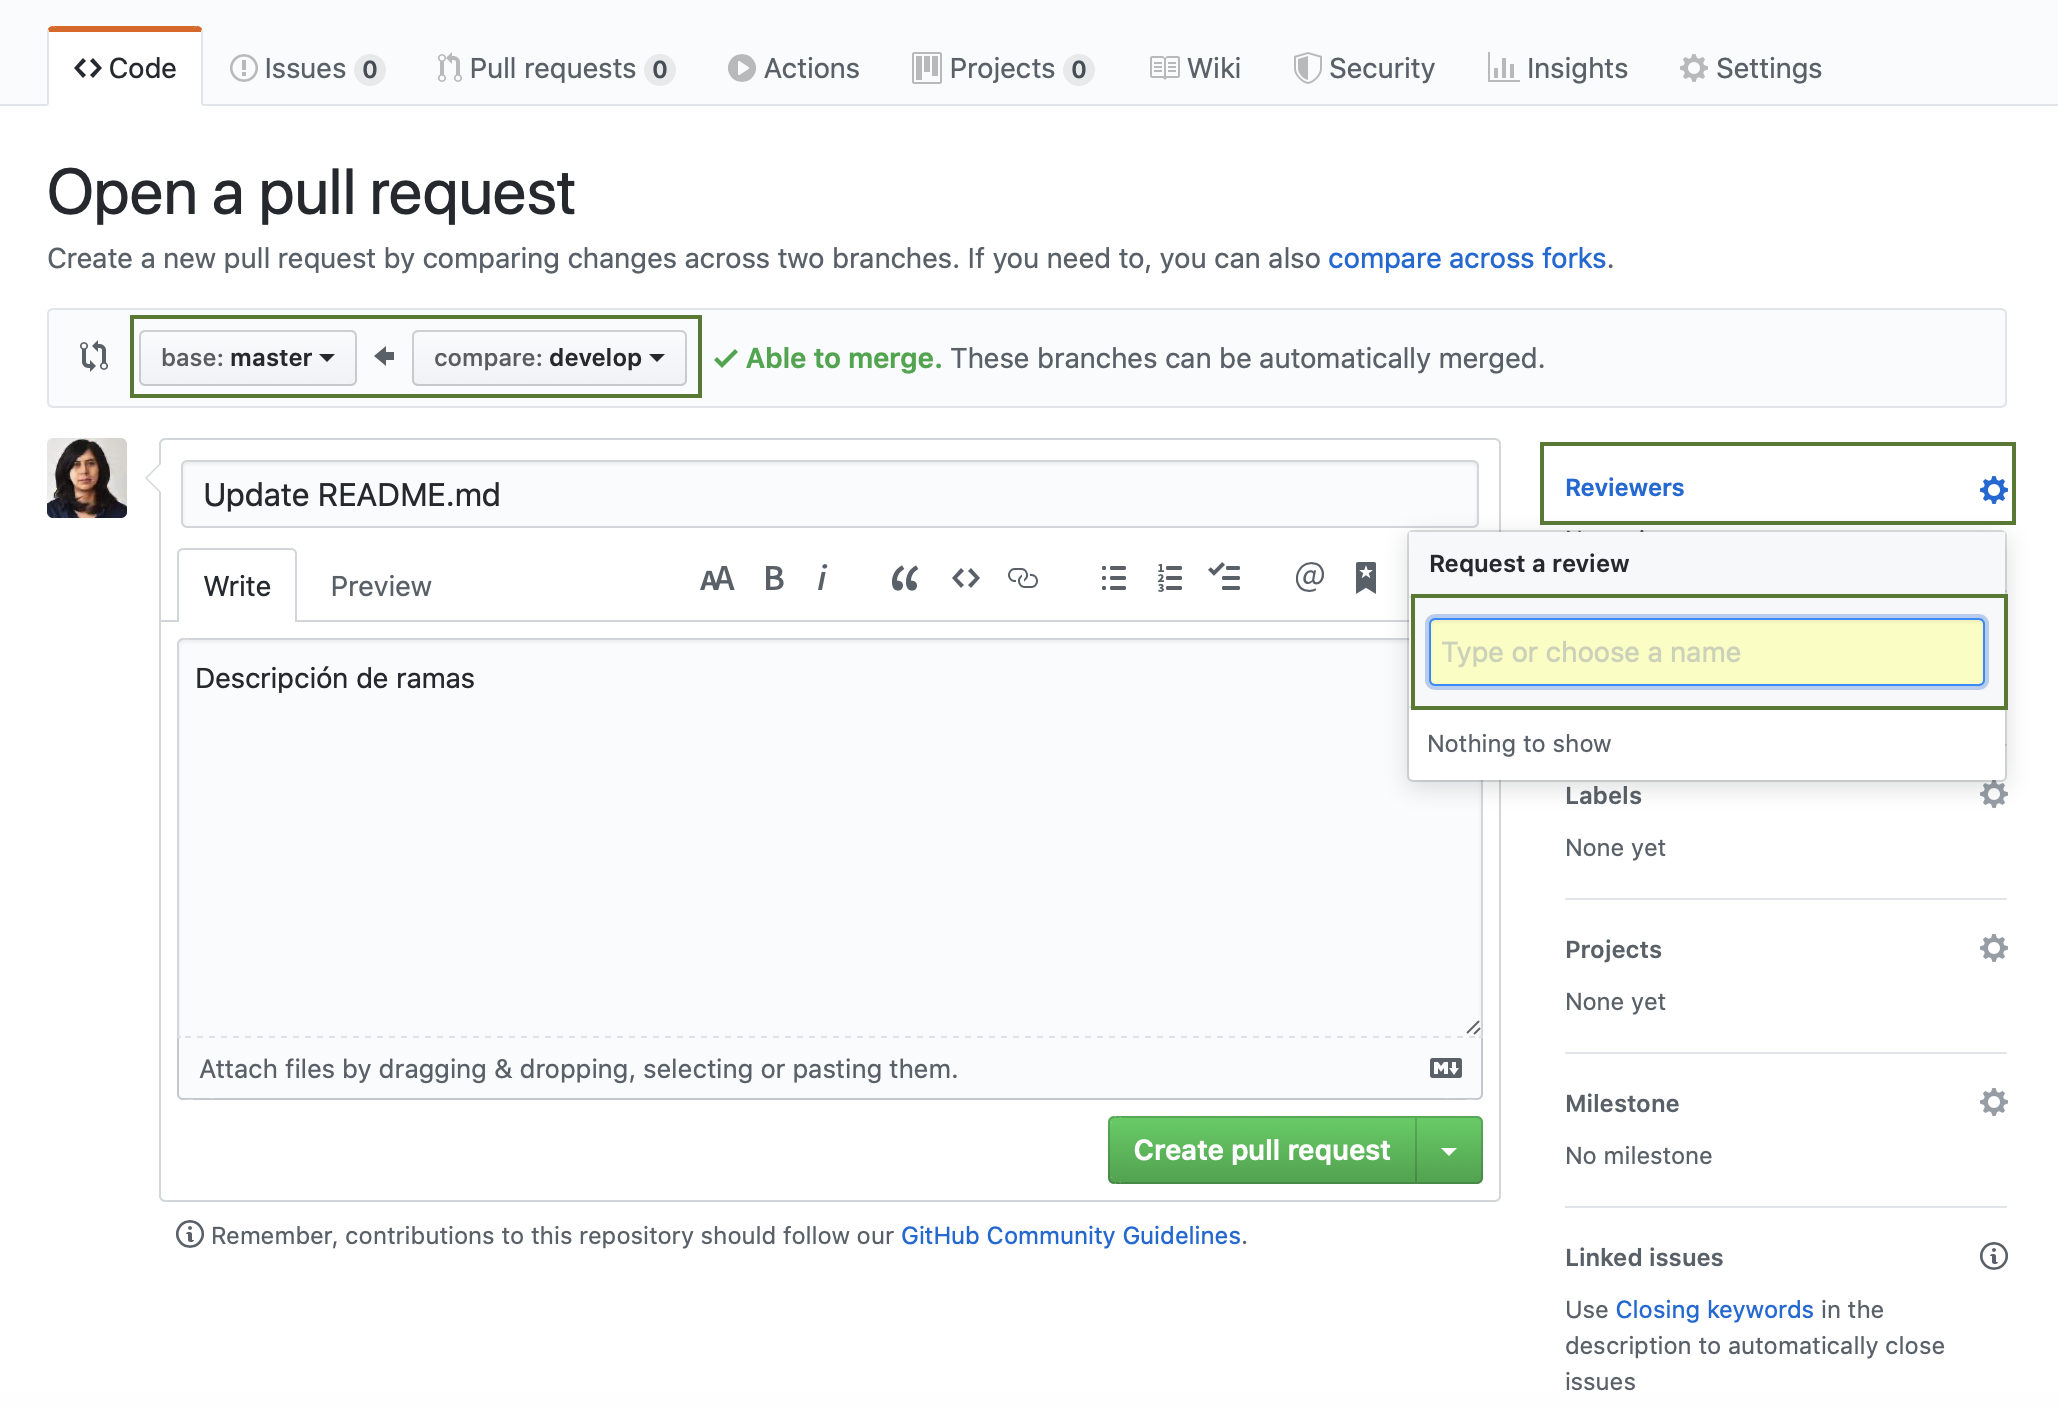 Code Issues 0 Pull requests 0 Actions Projects 0 Wiki Security Insights Settings
Open a pull request
Create a new pull request by comparing changes across two branches. If you need to, you can also compare across forks.
base: master compare: develop Able to merge. These branches can be automatically merged.
Update README.md
Reviewers
Request a review
Write Preview AA B i “ <> @
Type or choose a name
Descripción de ramas
Nothing to show
Labels
None yet
Projects
None yet
Attach files by dragging & dropping, selecting or pasting them. M
Milestone
No milestone
Create pull request
Remember, contributions to this repository should follow our GitHub Community Guidelines.
Linked issues
Use Closing keywords in the
description to automatically close
issues